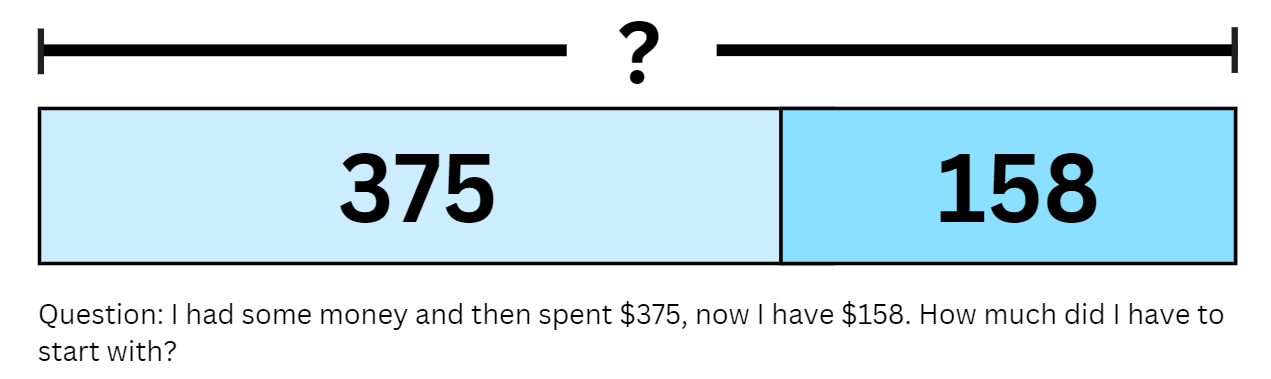 ?
375 158
Question: I had some money and then spent $375, now I have $158. How much did I have to
start with?